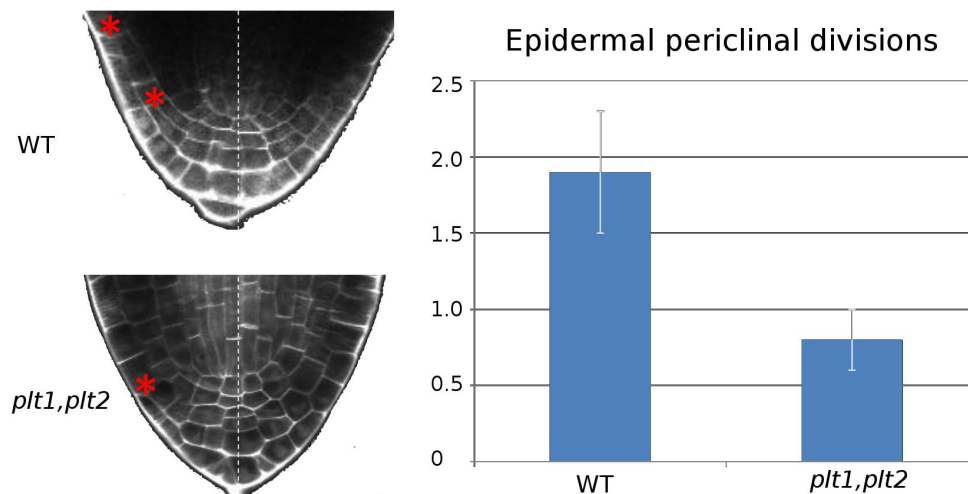 Epidermal periclinal divisions
WT
plt1,plt2
2.5
2.0
1.5
1.0
0.5
0
WT
plt1,plt2